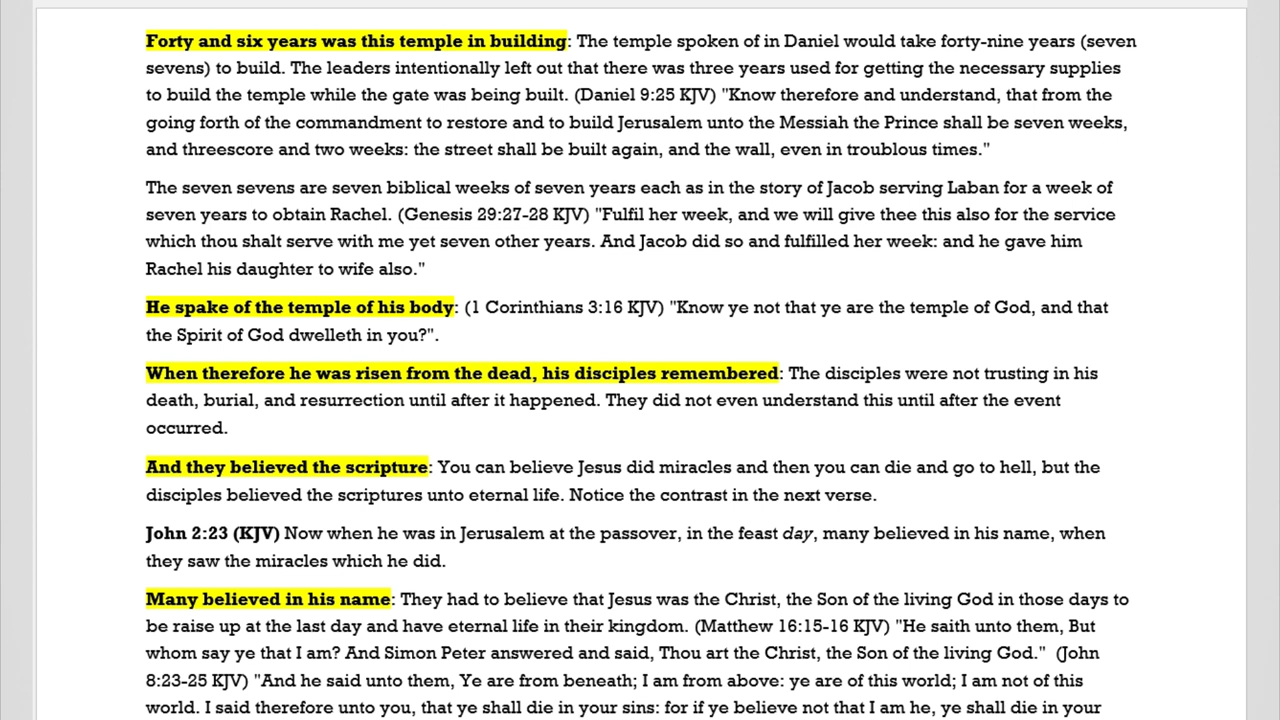 Forty and six years was this temple in building: The temple spoken of in Daniel would take forty-nine years (seven
sevens) to build. The leaders intentionally left out that there was three years used for getting the necessary supplies
to build the temple while the gate was being built. (Daniel 9:25 KJV) "Know therefore and understand, that from the
going forth of the commandment to restore and to build Jerusalem unto the Messiah the Prince shall be seven weeks,
and threescore and two weeks: the street shall be built again, and the wall, even in troublous times."
The seven sevens are seven biblical weeks of seven years each as in the story of Jacob serving Laban for a week of
seven years to obtain Rachel. (Genesis 29:27-28 KJV) "Fulfil her week, and we will give thee this also for the service
which thou shalt serve with me yet seven other years. And Jacob did so and fulfilled her week: and he gave him
Rachel his daughter to wife also."
He spake of the temple of his body: (1 Corinthians 3:16 KJV) "Know ye not that ye are the temple of God, and that
the Spirit of God dwelleth in you?".
When therefore he was risen from the dead, his disciples remembered: The disciples were not trusting in his
death, burial, and resurrection until after it happened. They did not even understand this until after the event
occurred.
And they believed the scripture: You can believe Jesus did miracles and then you can die and go to hell, but the
disciples believed the scriptures unto eternal life. Notice the contrast in the next verse.
John 2:23 (KJV) Now when he was in Jerusalem at the passover, in the feast day, many believed in his name, when
they saw the miracles which he did.
Many believed in his name: They had to believe that Jesus was the Christ, the Son of the living God in those days to
be raise up at the last day and have eternal life in their kingdom. (Matthew 16:15-16 KJV) "He saith unto them, But
whom say ye that I am? And Simon Peter answered and said, Thou art the Christ, the Son of the living God." (John
8:23-25 KJV) "And he said unto them, Ye are from beneath; I am from above: ye are of this world; I am not of this
world. I said therefore unto you, that ye shall die in your sins: for if ye believe not that I am he, ye shall die in your